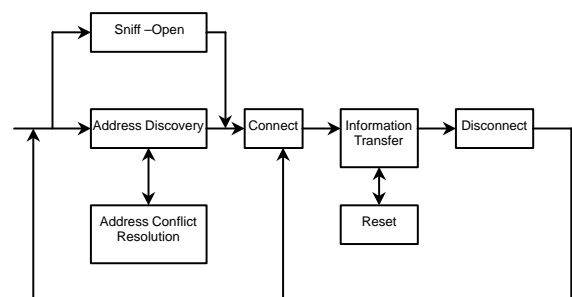 Sniff –Open
Address Discovery
Connect
Information
Transfer
Disconnect
Address Conflict
Resolution
Reset